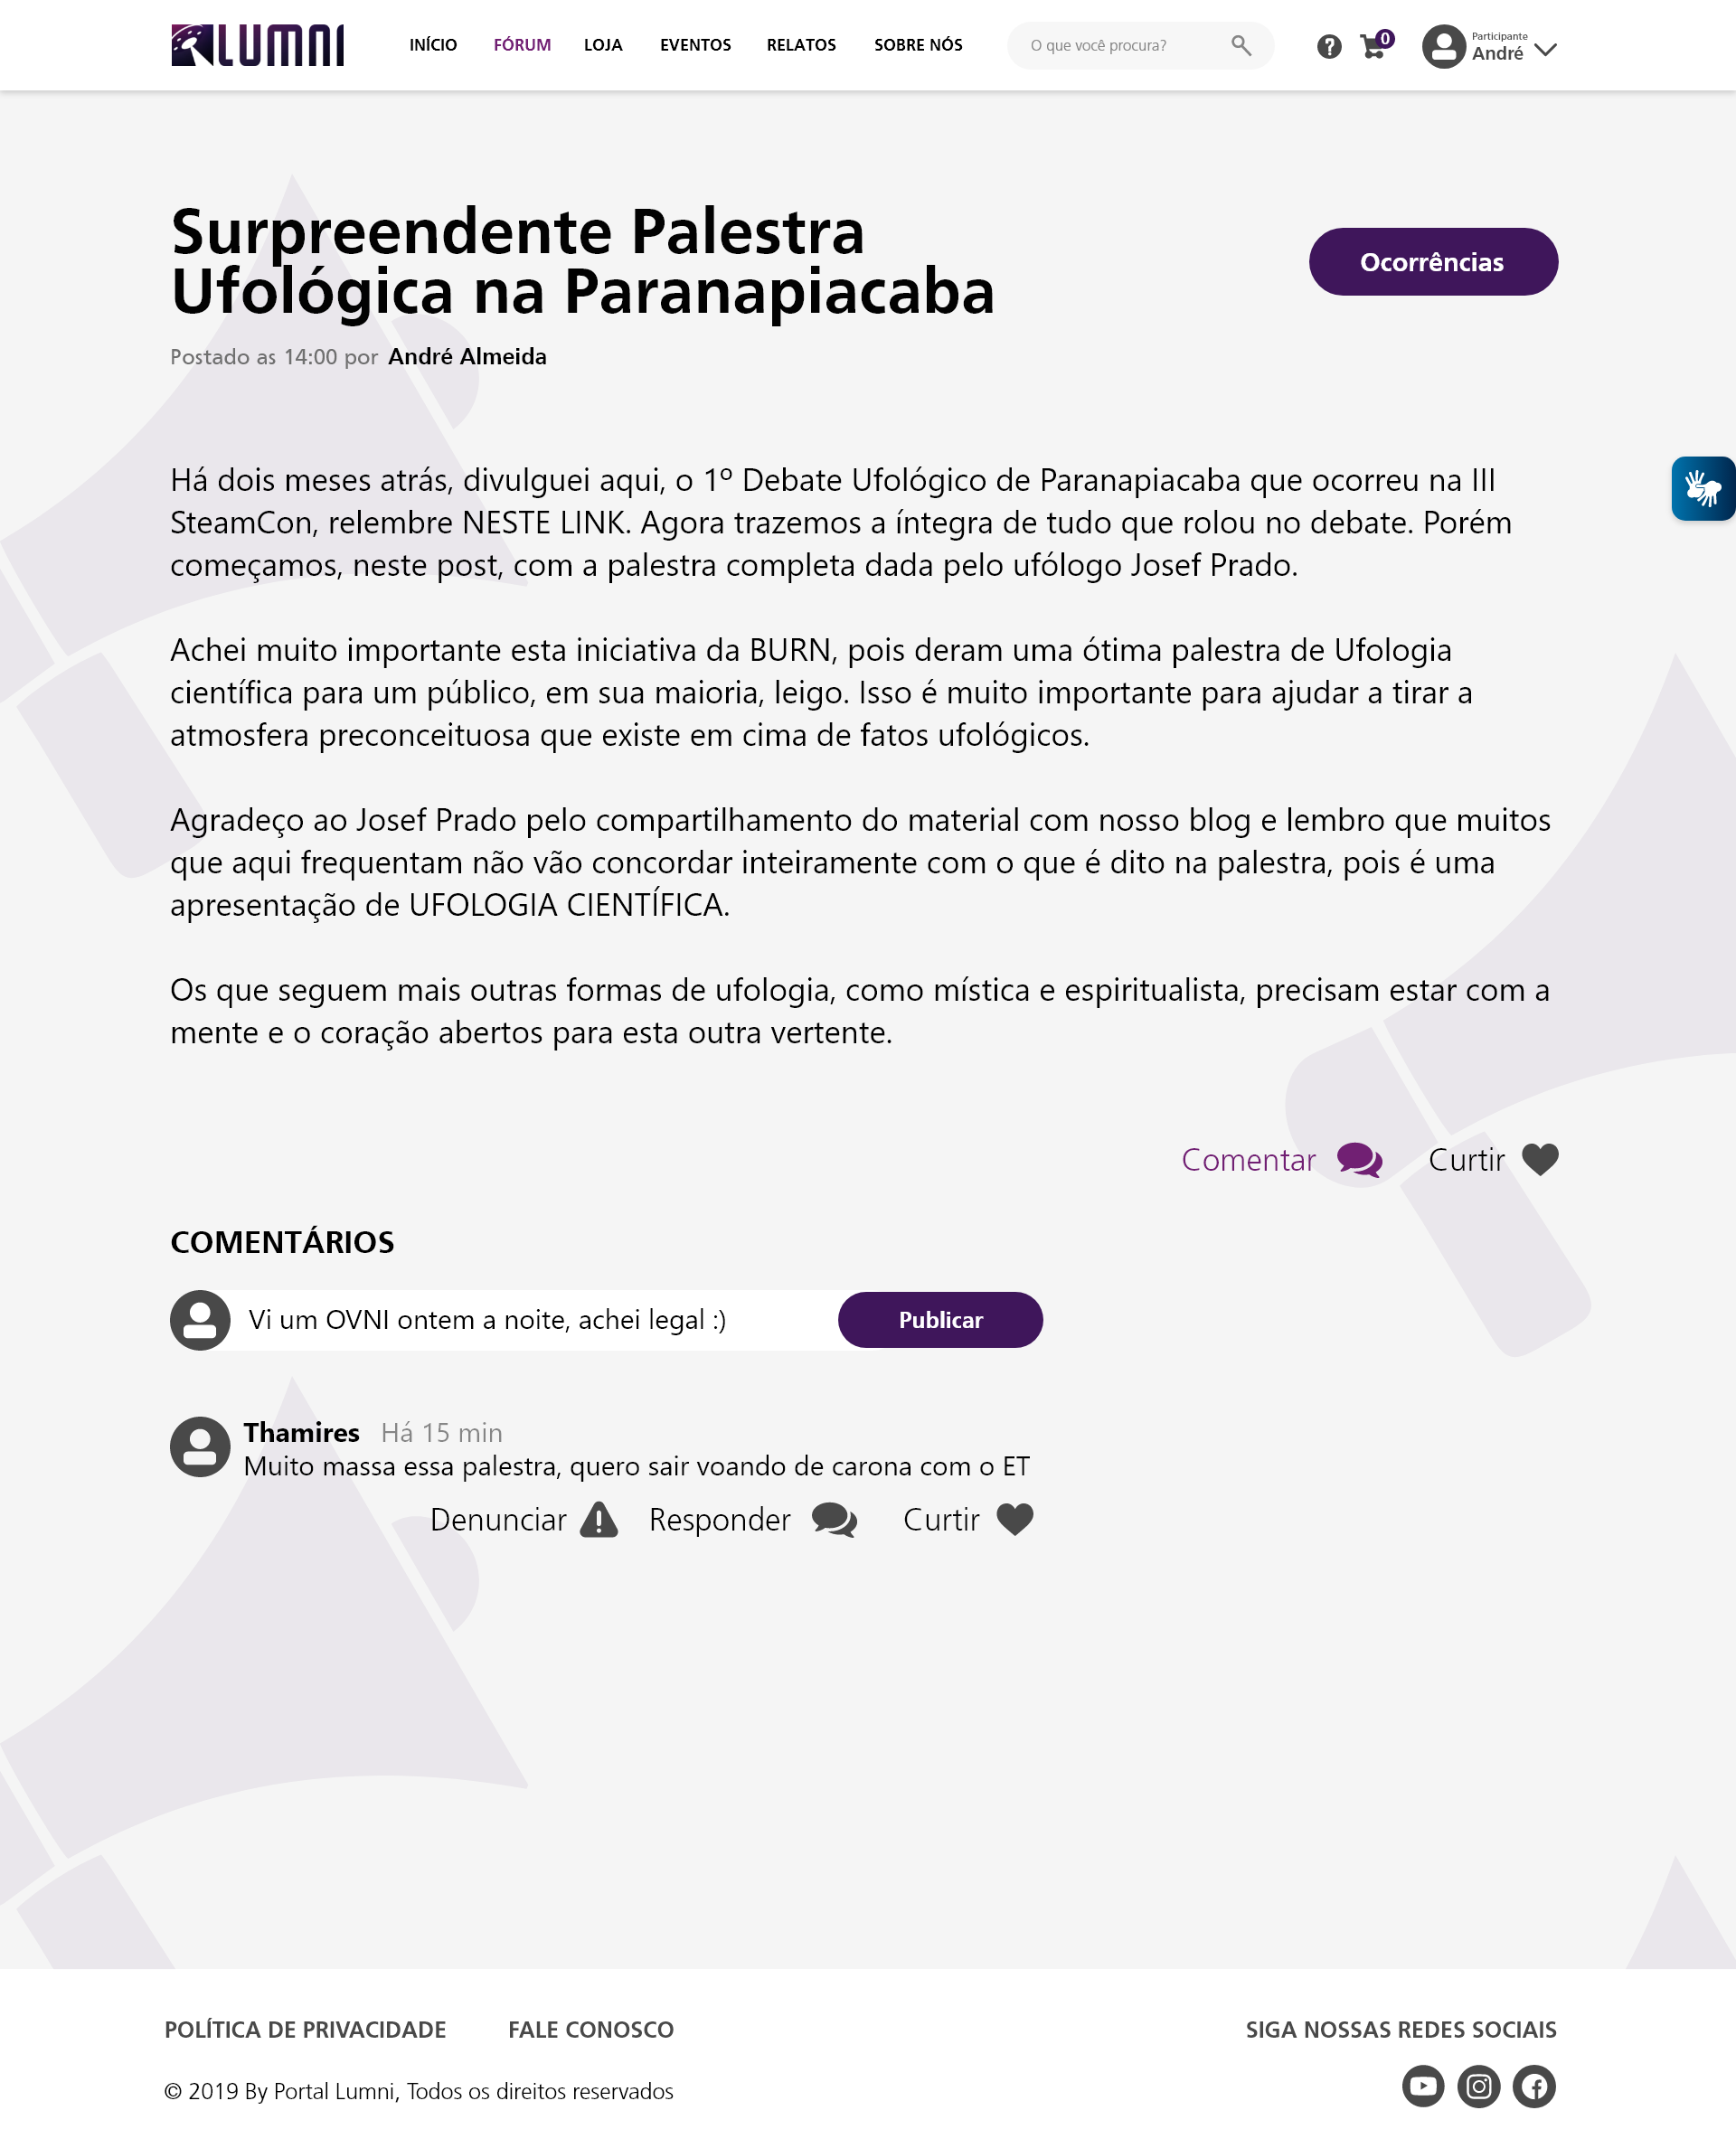 LUMNI
INÍCIO
FÓRUM
LOJA
EVENTOS
RELATOS
SOBRE NÓS
O que você procura?
?
0
Participante
André
Surpreendente Palestra
Ufológica na Paranapiacaba
Ocorrências
Postado as 14:00 por André Almeida
Há dois meses atrás, divulguei aqui, o 1º Debate Ufológico de Paranapiacaba que ocorreu na III
SteamCon, relembre NESTE LINK. Agora trazemos a íntegra de tudo que rolou no debate. Porém
começamos, neste post, com a palestra completa dada pelo ufólogo Josef Prado.
Achei muito importante esta iniciativa da BURN, pois deram uma ótima palestra de Ufologia
científica para um público, em sua maioria, leigo. Isso é muito importante para ajudar a tirar a
atmosfera preconceituosa que existe em cima de fatos ufológicos.
Agradeço ao Josef Prado pelo compartilhamento do material com nosso blog e lembro que muitos
que aqui frequentam não vão concordar inteiramente com o que é dito na palestra, pois é uma
apresentação de UFOLOGIA CIENTÍFICA.
Os que seguem mais outras formas de ufologia, como mística e espiritualista, precisam estar com a
mente e o coração abertos para esta outra vertente.
Comentar
Curtir
COMENTÁRIOS
Vi um OVNI ontem a noite, achei legal :)
Publicar
Thamires Há 15 min
Muito massa essa palestra, quero sair voando de carona com o ET
Denunciar
Responder
Curtir
POLÍTICA DE PRIVACIDADE
FALE CONOSCO
SIGA NOSSAS REDES SOCIAIS
© 2019 By Portal Lumni, Todos os direitos reservados